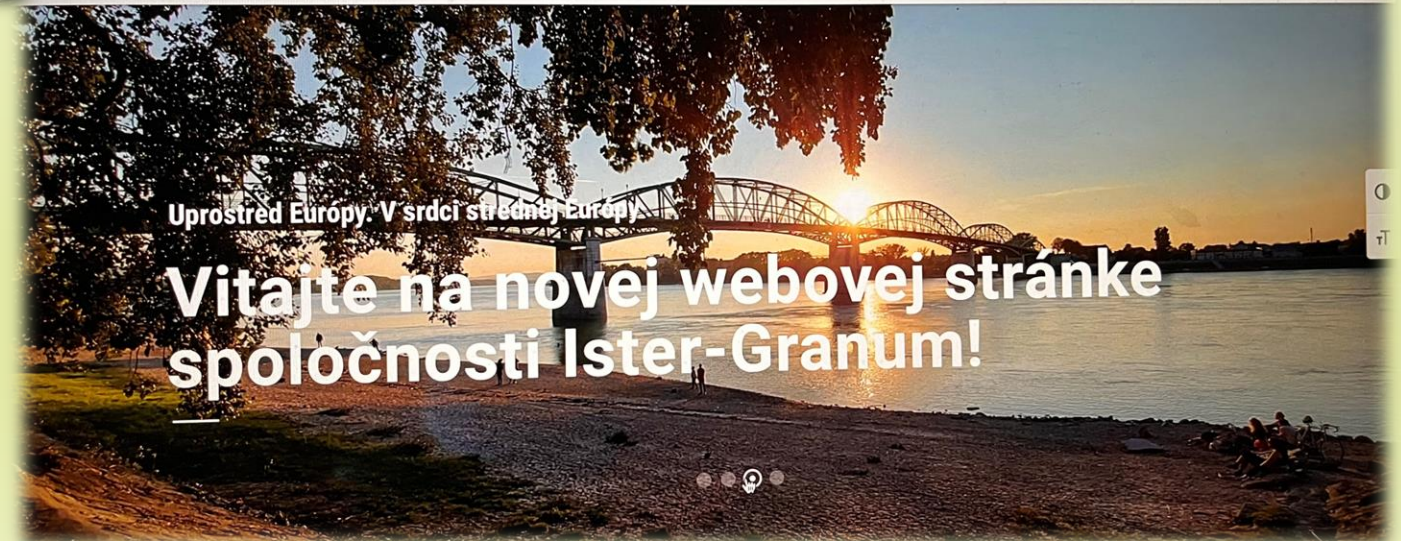 Uprostred Európy. V srdci strednej Európy.
Vitajte na novej webovej stránke
spoločnosti Ister-Granum!